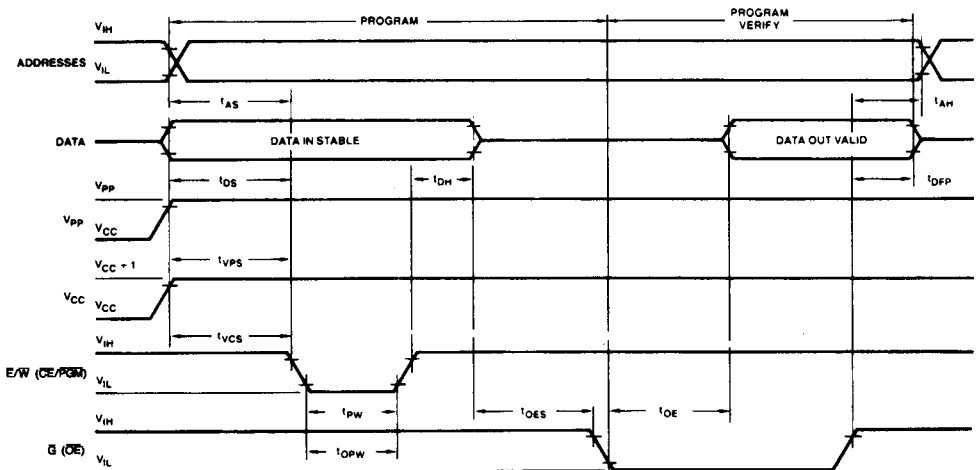 PROGRAM
PROGRAM
VERIFY
VIH
ADDRESSES
VIL
tAS
tAH
DATA
DATA IN STABLE
DATA OUT VALID
tDS
tDH
tDFP
VPP
VPP
VCC
tVPS
VCC + 1
VCC
VCC
tVCS
VIH
E/W (CE/PGM)
VIL
tPW
tOES
tOE
VIH
tOPW
G (OE)
VIL